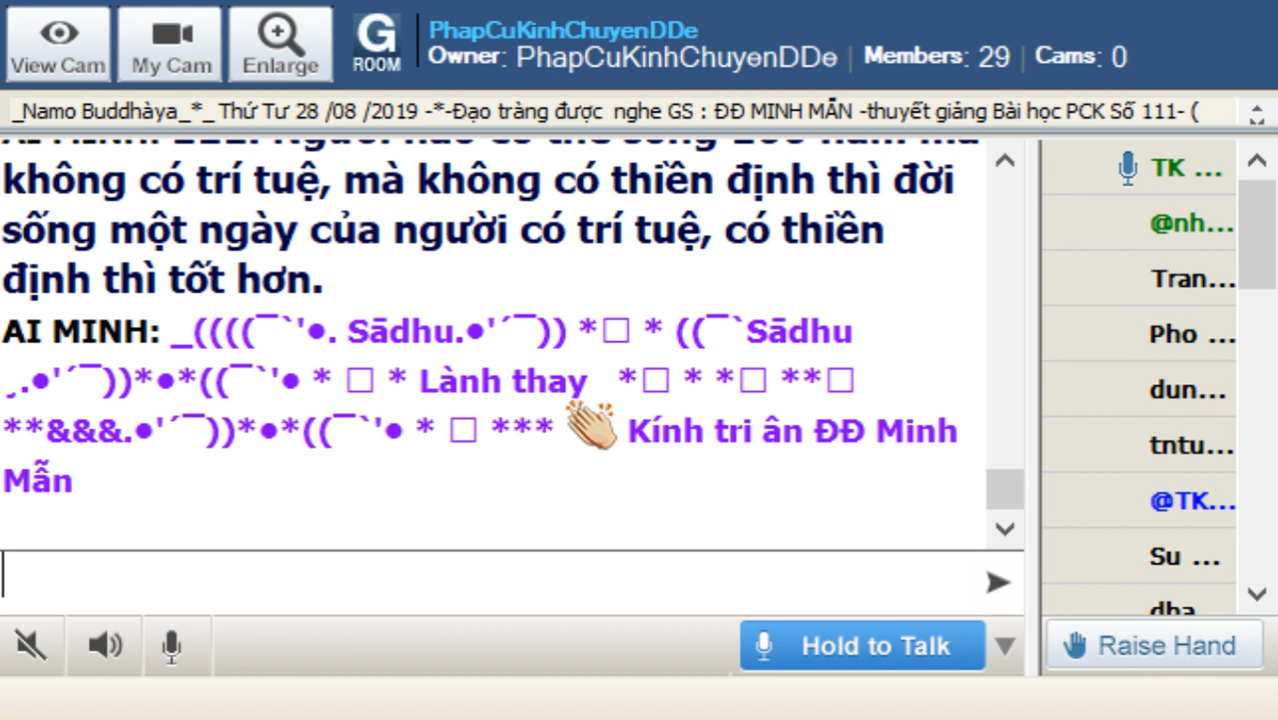 View Cam
My Cam
Enlarge
G
ROOM
PhapCuKinhChuyenDDe
Owner: PhapCuKinhChuyenDDe | Members: 29 | Cams: 0
_Namo Buddhàya_*_ Thứ Tư 28 /08 /2019 -*-Đạo tràng được nghe GS : ĐĐ MINH MẪN -thuyết giảng Bài học PCK Số 111- (
không có trí tuệ, mà không có thiền định thì đời
sống một ngày của người có trí tuệ, có thiền
định thì tốt hơn.
AI MINH: _((((¯`'●. Sādhu.●'´¯)) *□ * ((¯`Sādhu
¸.●'´¯))*●*((¯`'● * □ * Lành thay *□ * *□ **□
**&&&.●'´¯))*●*((¯`'● * □ *** 👏 Kính tri ân ĐĐ Minh
Mẫn
TK ...
@nh...
Tran...
Pho ...
dun...
tntu...
@TK...
Su ...
Hold to Talk
Raise Hand